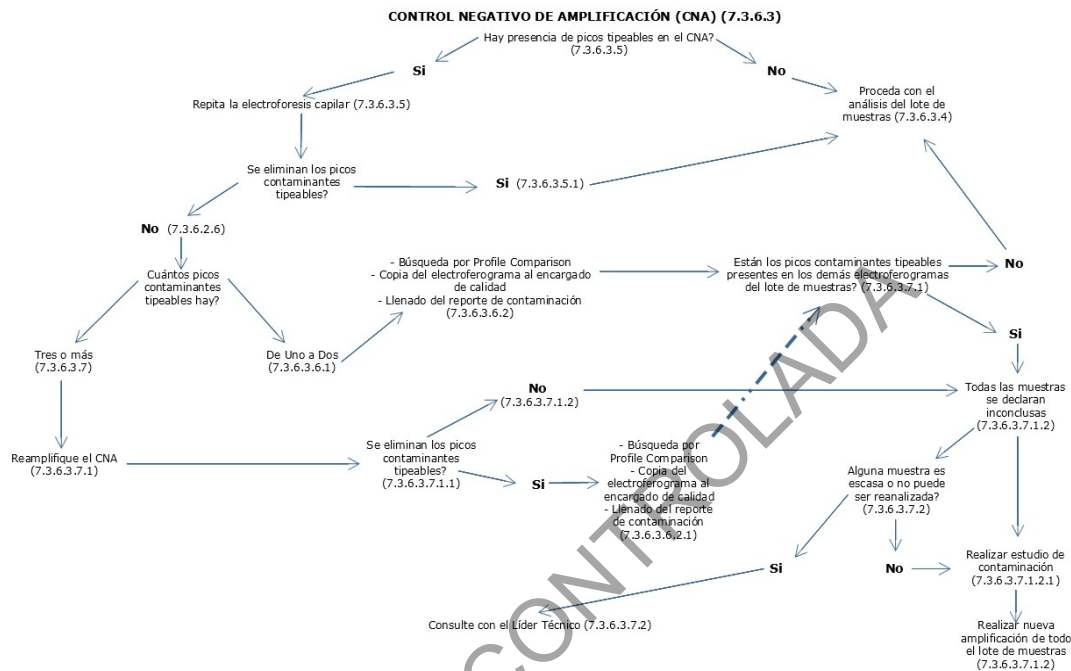 CONTROL NEGATIVO DE AMPLIFICACIÓN (CNA) (7.3.6.3)
Hay presencia de picos tipeables en el CNA?
(7.3.6.3.5)
Si
No
Repita la electroforesis capilar (7.3.6.3.5)
Proceda con el
análisis del lote de
muestras (7.3.6.3.4)
Se eliminan los picos
contaminantes
tipeables?
Si (7.3.6.3.5.1)
No (7.3.6.2.6)
Cuántos picos
contaminantes
tipeables hay?
- Búsqueda por Profile Comparison
- Copia del electroferograma al encargado
de calidad
- Llenado del reporte de contaminación
(7.3.6.3.6.2)
Están los picos contaminantes tipeables
presentes en los demás electroferogramas
del lote de muestras? (7.3.6.3.7.1)
No
Si
Tres o más
(7.3.6.3.7)
De Uno a Dos
(7.3.6.3.6.1)
No
(7.3.6.3.7.1.2)
Todas las muestras
se declaran
inconclusas
(7.3.6.3.7.1.2)
Reamplifique el CNA
(7.3.6.3.7.1)
Se eliminan los picos
contaminantes
tipeables?
(7.3.6.3.7.1.1)
Si
- Búsqueda por
Profile Comparison
- Copia del
electroferograma al
encargado de calidad
- Llenado del reporte
de contaminación
(7.3.6.3.6.2.1)
Alguna muestra es
escasa o no puede
ser reanalizada?
(7.3.6.3.7.2)
Si
No
Realizar estudio de
contaminación
(7.3.6.3.7.1.2.1)
Consulte con el Líder Técnico (7.3.6.3.7.2)
Realizar nueva
amplificación de todo
el lote de muestras
(7.3.6.3.7.1.2)
CONTROLADA